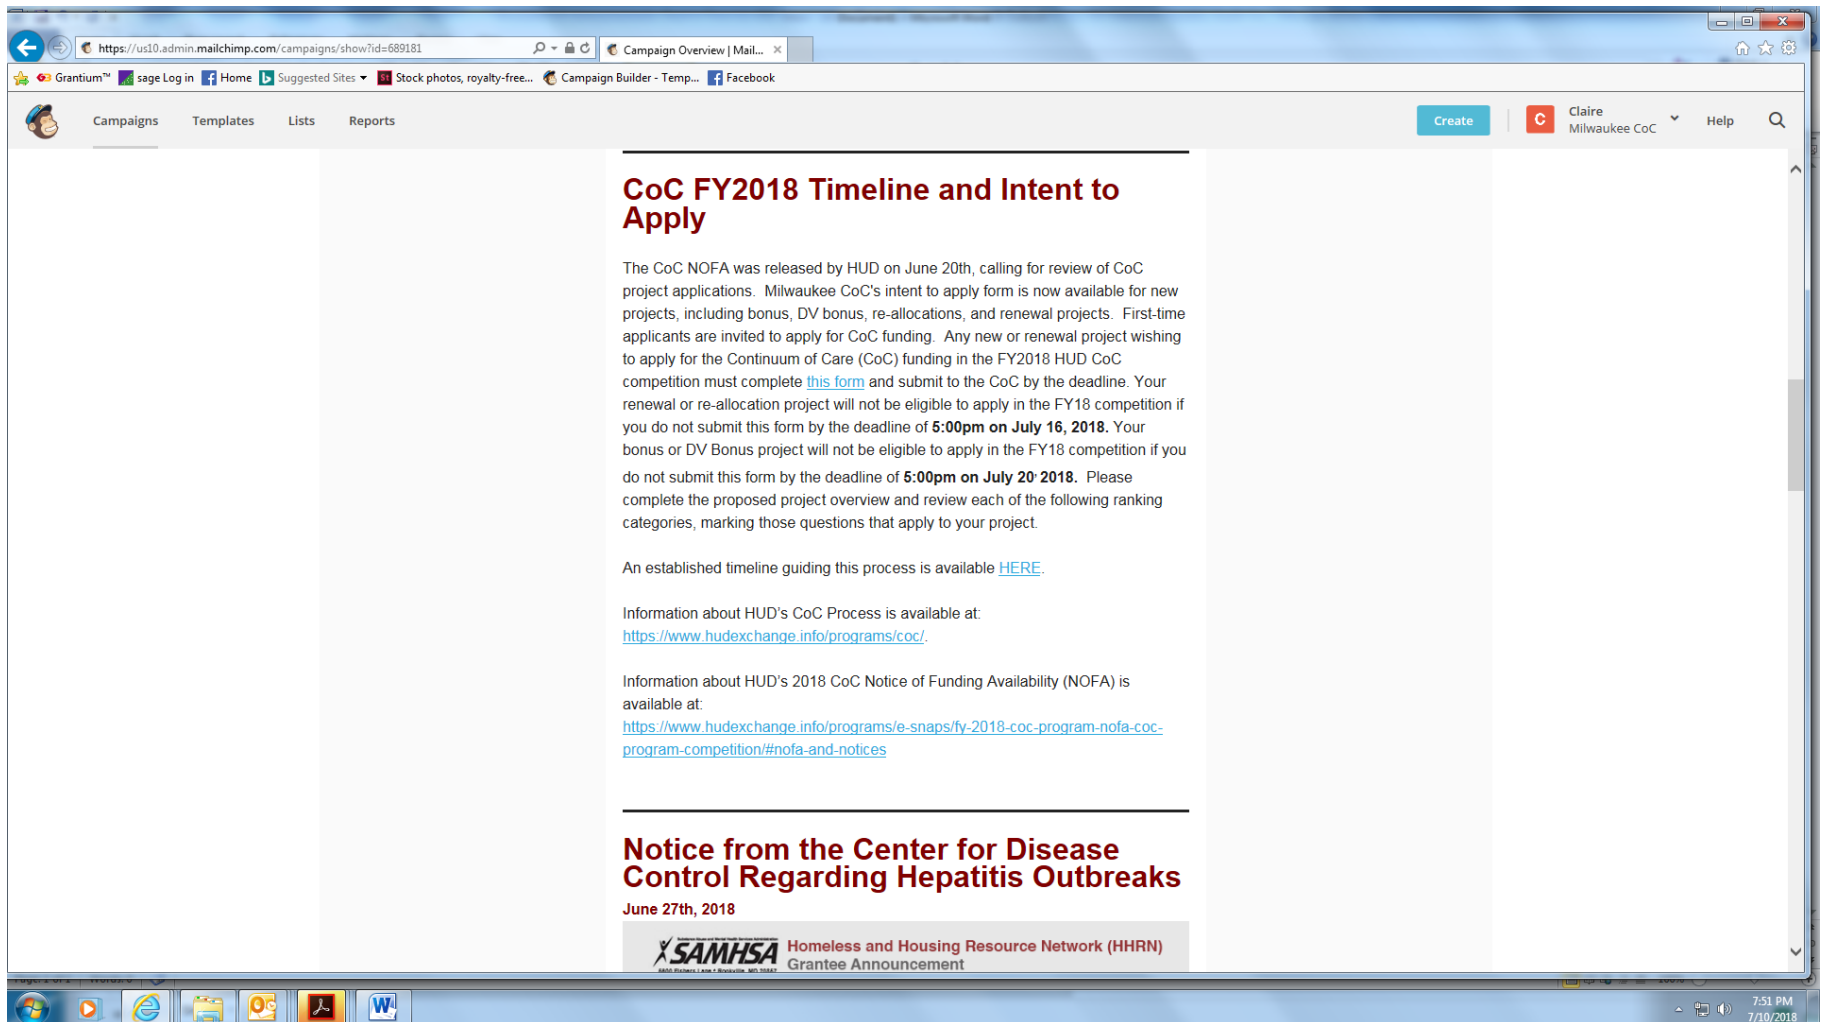 https://us10.admin.mailchimp.com/campaigns/show?id=689181
Campaign Overview | Mail...
Grantium™ sage Log in Home Suggested Sites Stock photos, royalty-free... Campaign Builder - Temp... Facebook
Campaigns Templates Lists Reports Create C Claire Help
Milwaukee CoC
CoC FY2018 Timeline and Intent to
Apply
The CoC NOFA was released by HUD on June 20th, calling for review of CoC
project applications.  Milwaukee CoC's intent to apply form is now available for new
projects, including bonus, DV bonus, re-allocations, and renewal projects.  First-time
applicants are invited to apply for CoC funding.  Any new or renewal project wishing
to apply for the Continuum of Care (CoC) funding in the FY2018 HUD CoC
competition must complete this form and submit to the CoC by the deadline. Your
renewal or re-allocation project will not be eligible to apply in the FY18 competition if
you do not submit this form by the deadline of 5:00pm on July 16, 2018. Your
bonus or DV Bonus project will not be eligible to apply in the FY18 competition if you
do not submit this form by the deadline of 5:00pm on July 20, 2018.  Please
complete the proposed project overview and review each of the following ranking
categories, marking those questions that apply to your project.
An established timeline guiding this process is available HERE.
Information about HUD's CoC Process is available at:
https://www.hudexchange.info/programs/coc/.
Information about HUD's 2018 CoC Notice of Funding Availability (NOFA) is
available at:
https://www.hudexchange.info/programs/e-snaps/fy-2018-coc-program-nofa-coc-
program-competition/#nofa-and-notices
Notice from the Center for Disease
Control Regarding Hepatitis Outbreaks
June 27th, 2018
SAMHSA Homeless and Housing Resource Network (HHRN)
Grantee Announcement
7:51 PM
7/10/2018